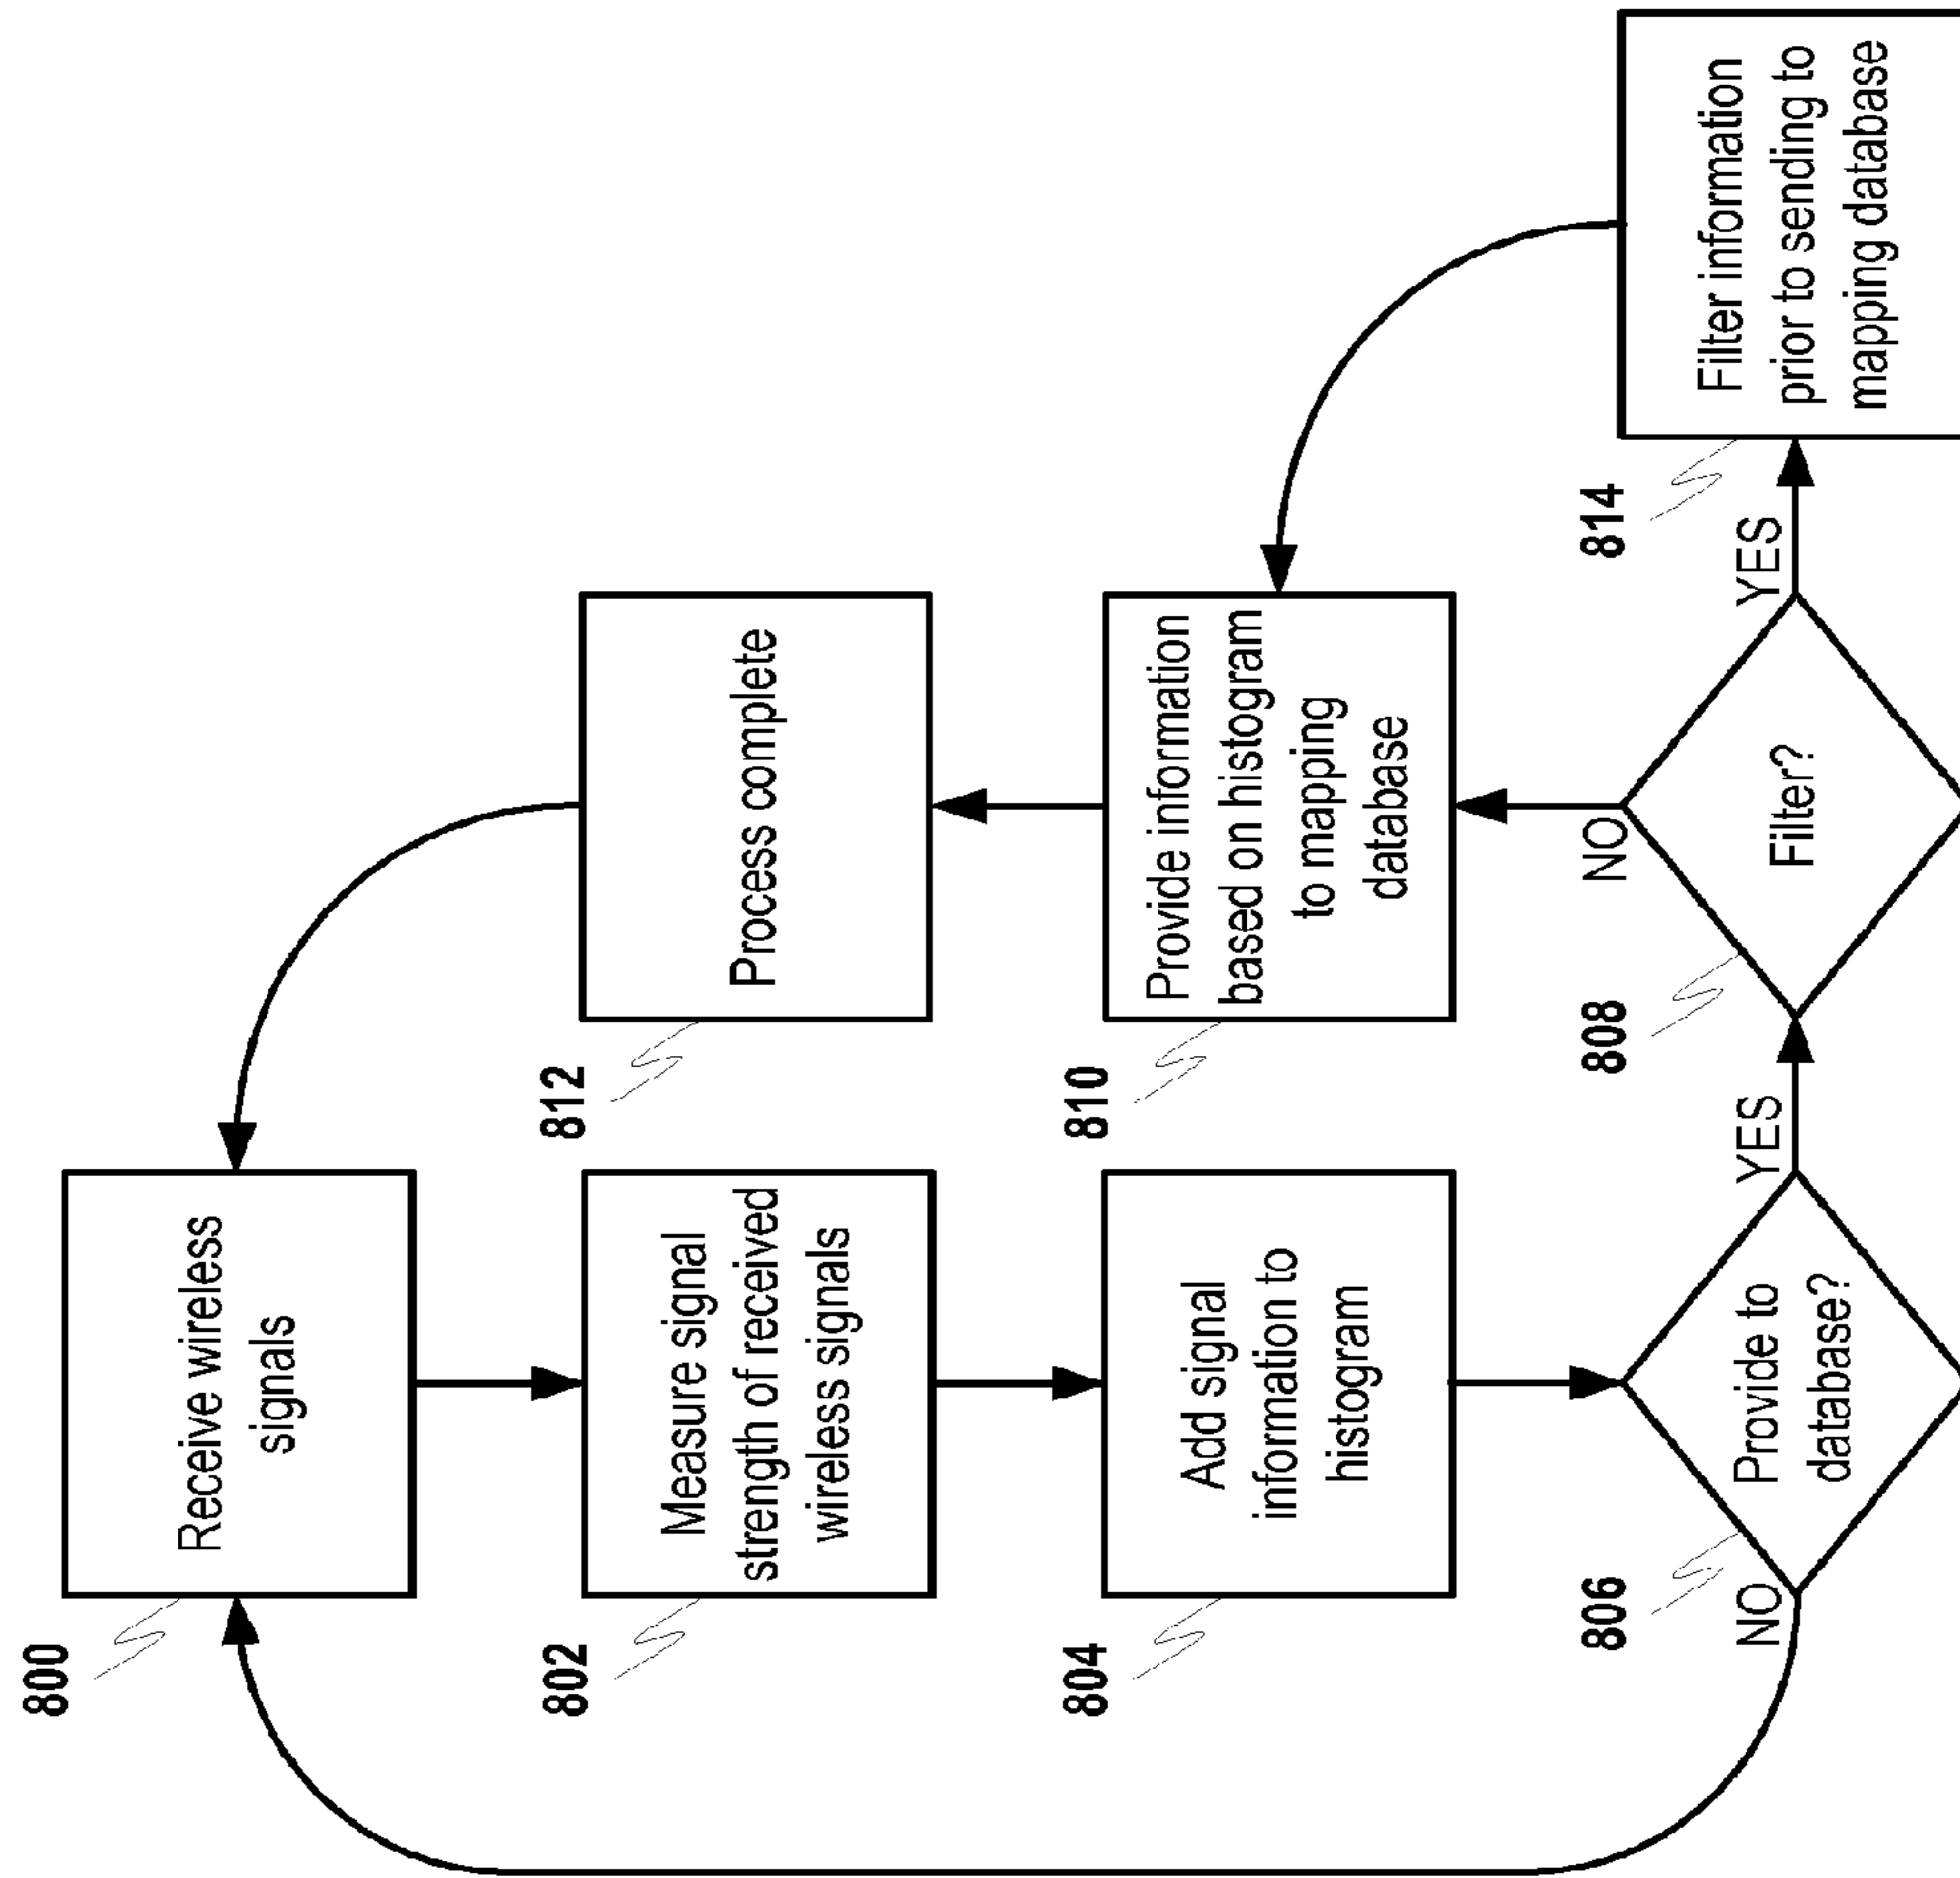 800
Receive wireless
signals
802
Measure signal
strength of received
wireless signals
804
Add signal
information to
histogram
806
Provide to
database?
NO
YES
808
Filter?
NO
YES
810
Provide information
based on histogram
to mapping
database
812
Process complete
814
Filter information
prior to sending to
mapping database